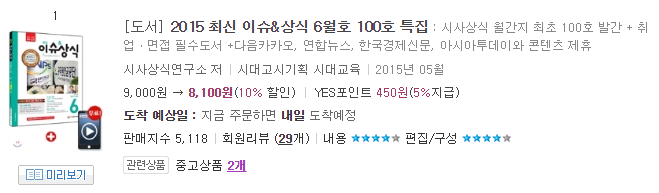 1
[도서] 2015 최신 이슈&상식 6월호 100호 특집 : 시사상식 월간지 최초 100호 발간 + 취
업·면접 필수도서 +다음카카오, 연합뉴스, 한국경제신문, 아시아투데이와 콘텐츠 제휴
시사상식연구소 저 | 시대고시기획 시대교육 | 2015년 05월
9,000원 → 8,100원(10% 할인) | YES포인트 450원(5%지급)
도착 예상일 : 지금 주문하면 내일 도착예정
판매지수 5,118 | 회원리뷰 (29개) | 내용 ★★★★★ 편집/구성 ★★★★★
관련상품 중고상품 2개
이슈&상식
6
무료!
미리보기